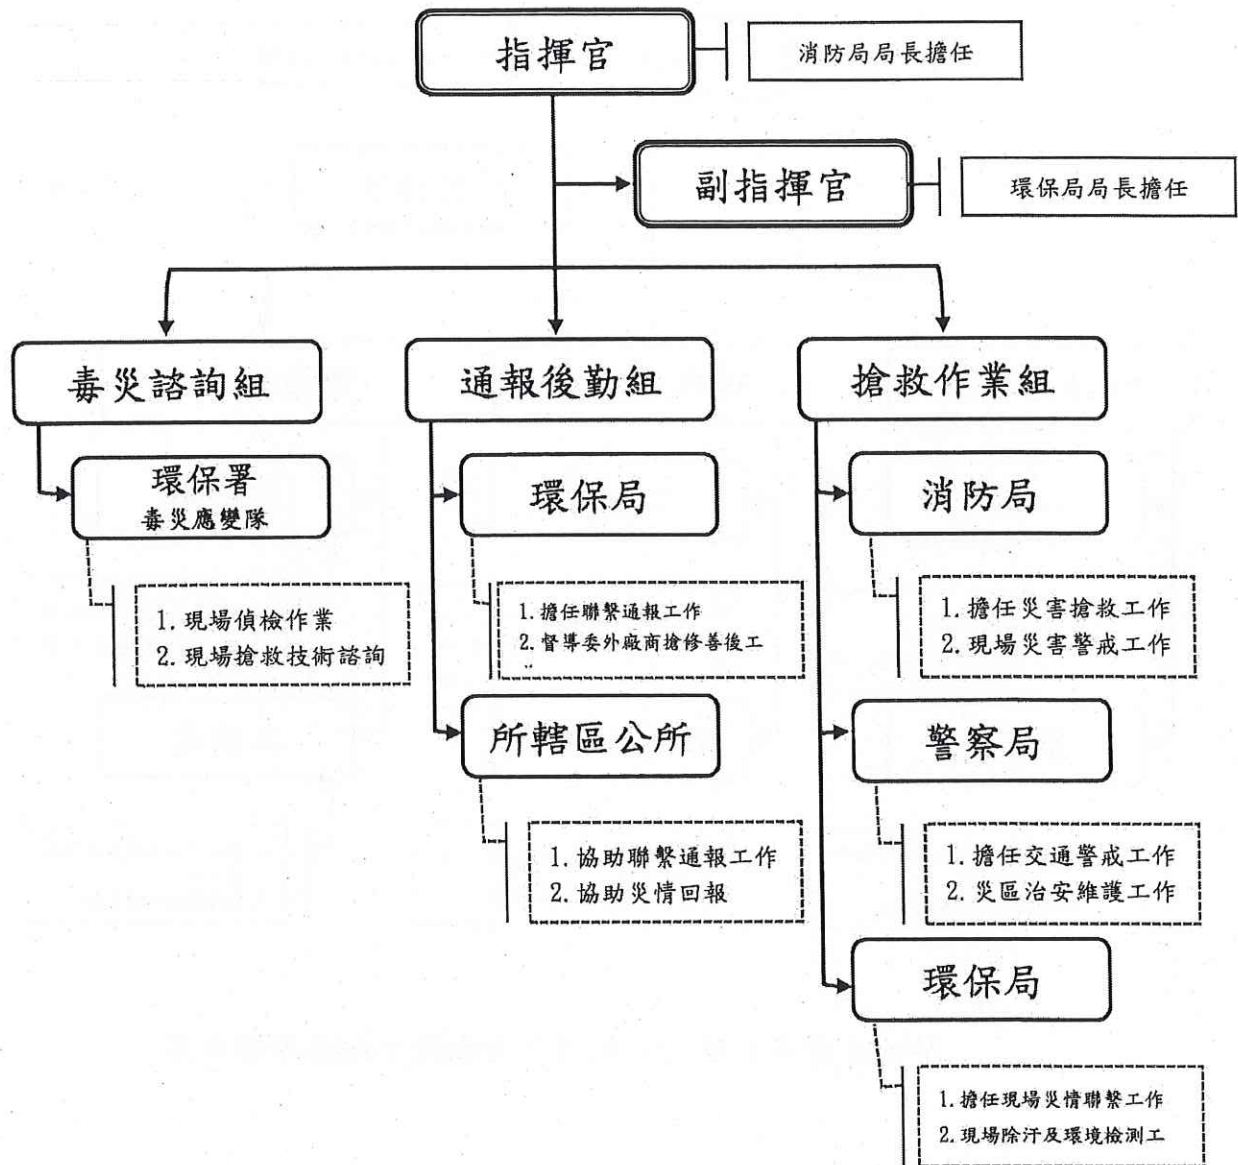 指揮官
消防局局長擔任
副指揮官
環保局局長擔任
毒災諮詢組
環保署
毒災應變隊
1. 現場偵檢作業
2. 現場搶救技術諮詢
通報後勤組
環保局
1. 擔任聯繫通報工作
2. 督導委外廠商搶修善後工
所轄區公所
1. 協助聯繫通報工作
2. 協助災情回報
搶救作業組
消防局
1. 擔任災害搶救工作
2. 現場災害警戒工作
警察局
1. 擔任交通警戒工作
2. 災區治安維護工作
環保局
1. 擔任現場災情聯繫工作
2. 現場除汙及環境檢測工